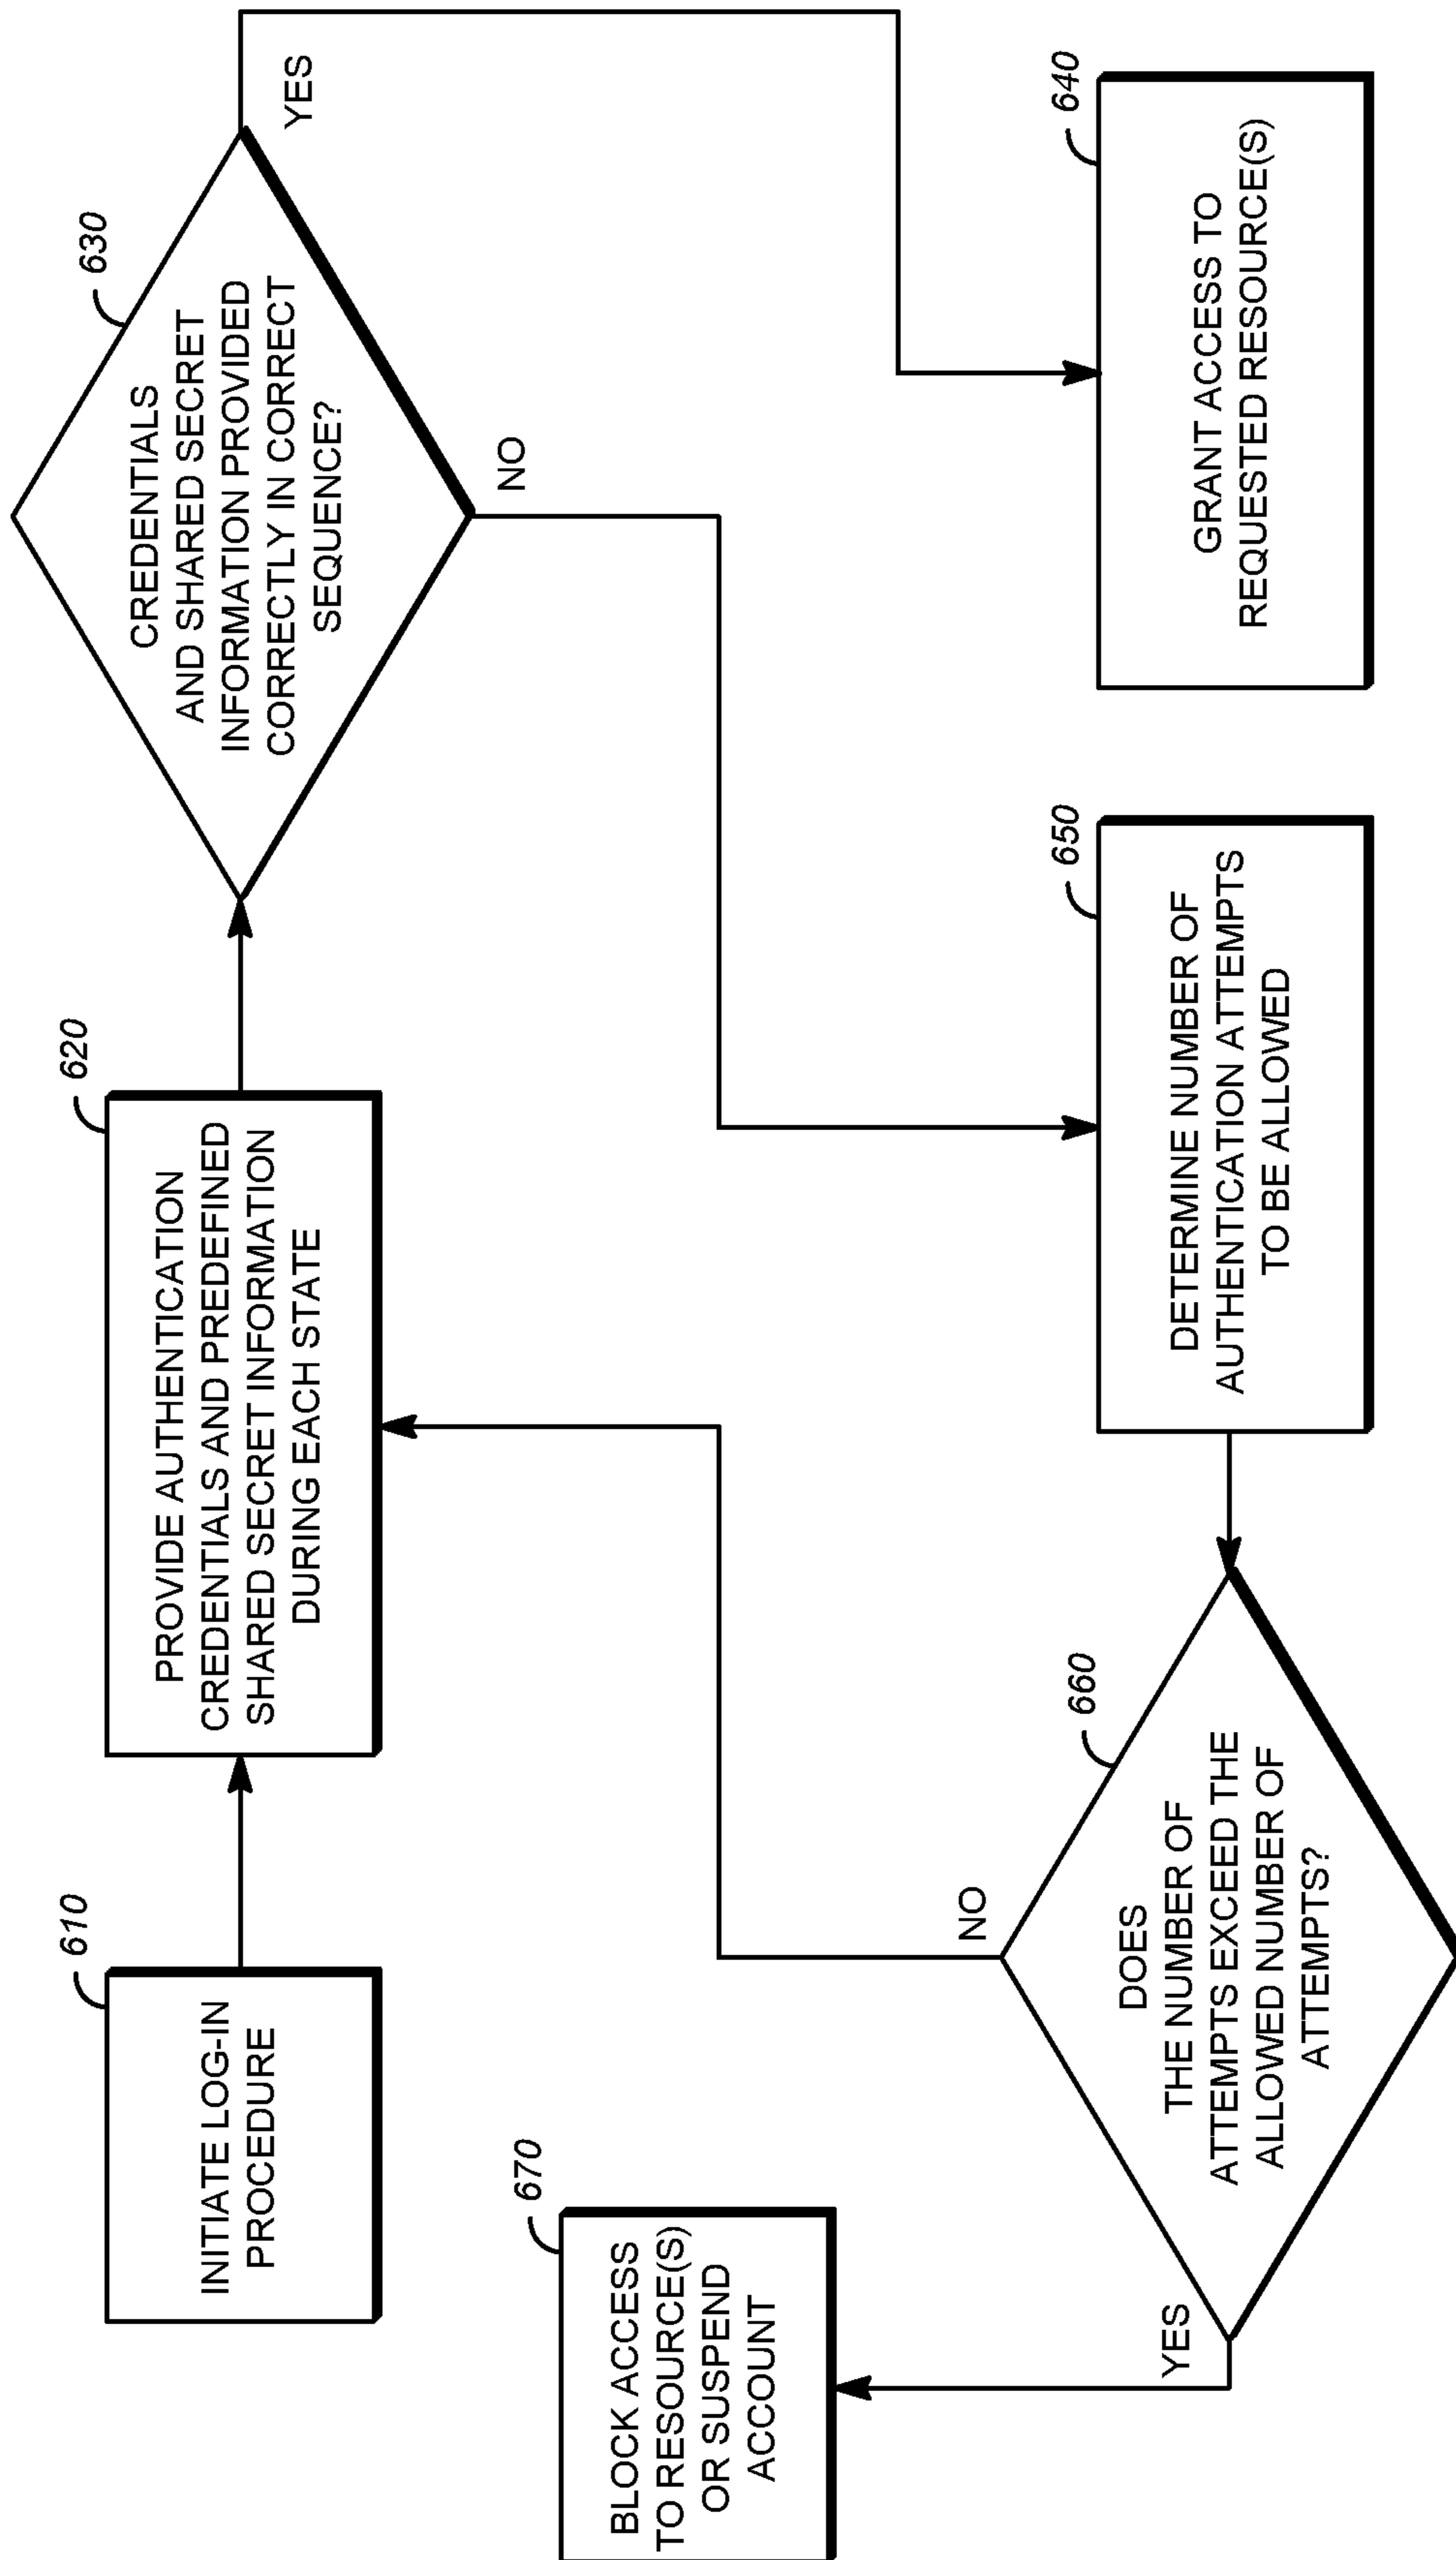 610
INITIATE LOG-IN
PROCEDURE
620
PROVIDE AUTHENTICATION
CREDENTIALS AND PREDEFINED
SHARED SECRET INFORMATION
DURING EACH STATE
630
CREDENTIALS
AND SHARED SECRET
INFORMATION PROVIDED
CORRECTLY IN CORRECT
SEQUENCE?
YES
NO
640
GRANT ACCESS TO
REQUESTED RESOURCE(S)
650
DETERMINE NUMBER OF
AUTHENTICATION ATTEMPTS
TO BE ALLOWED
660
DOES
THE NUMBER OF
ATTEMPTS EXCEED THE
ALLOWED NUMBER OF
ATTEMPTS?
NO
YES
670
BLOCK ACCESS
TO RESOURCE(S)
OR SUSPEND
ACCOUNT